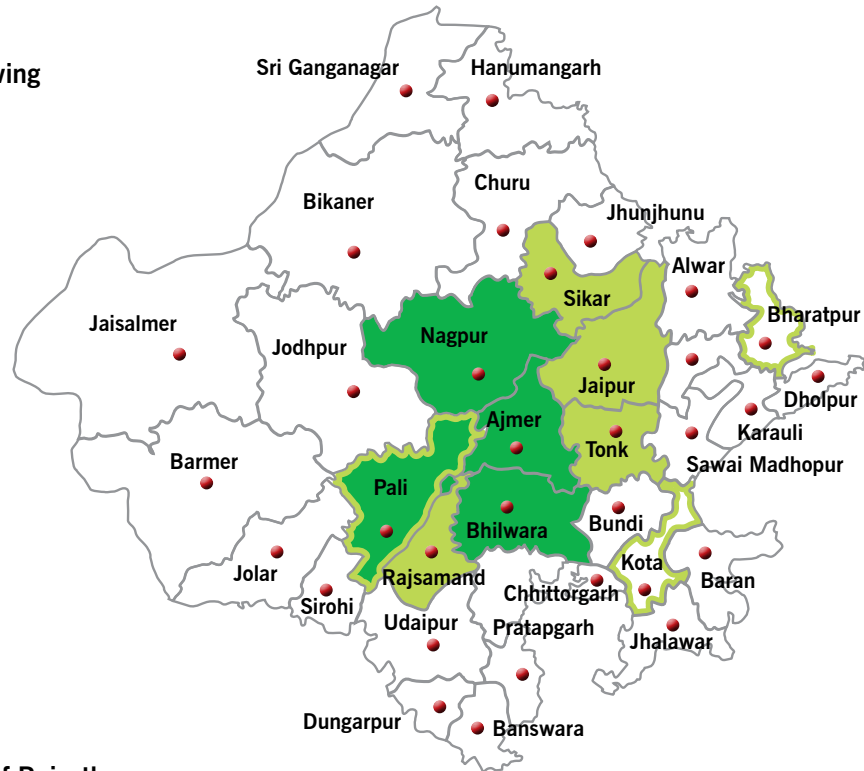 Sri Ganganagar
Hanumangarh
Churu
Bikaner
Jhunjhunu
Alwar
Sikar
Bharatpur
Jaisalmer
Nagpur
Jodhpur
Jaipur
Dholpur
Ajmer
Karauli
Tonk
Barmer
Sawai Madhopur
Pali
Bundi
Bhilwara
Kota
Jolar
Rajsamand
Baran
Chhittorgarh
Sirohi
Udaipur
Pratapgarh
Jhalawar
Dungarpur
Banswara